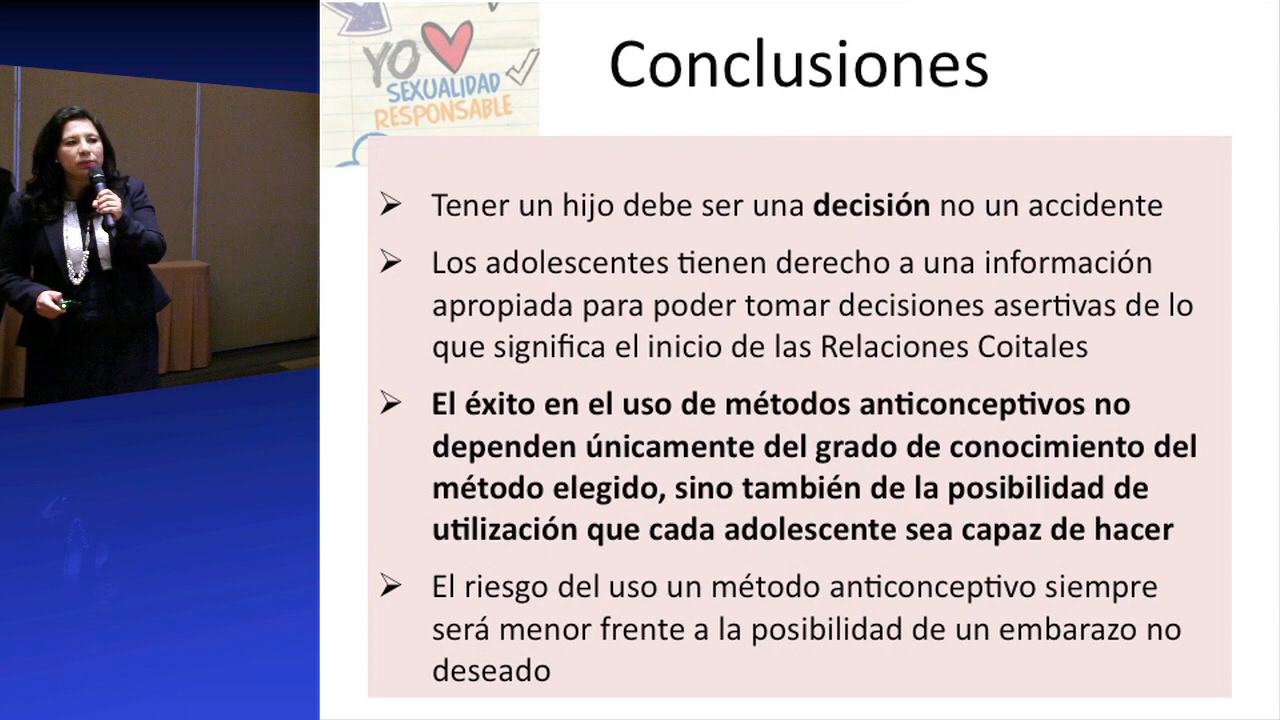 YO
SEXUALIDAD
RESPONSABLE
Conclusiones
Tener un hijo debe ser una decisión no un accidente
Los adolescentes tienen derecho a una información
apropiada para poder tomar decisiones asertivas de lo
que significa el inicio de las Relaciones Coitales
El éxito en el uso de métodos anticonceptivos no
dependen únicamente del grado de conocimiento del
método elegido, sino también de la posibilidad de
utilización que cada adolescente sea capaz de hacer
El riesgo del uso un método anticonceptivo siempre
será menor frente a la posibilidad de un embarazo no
deseado